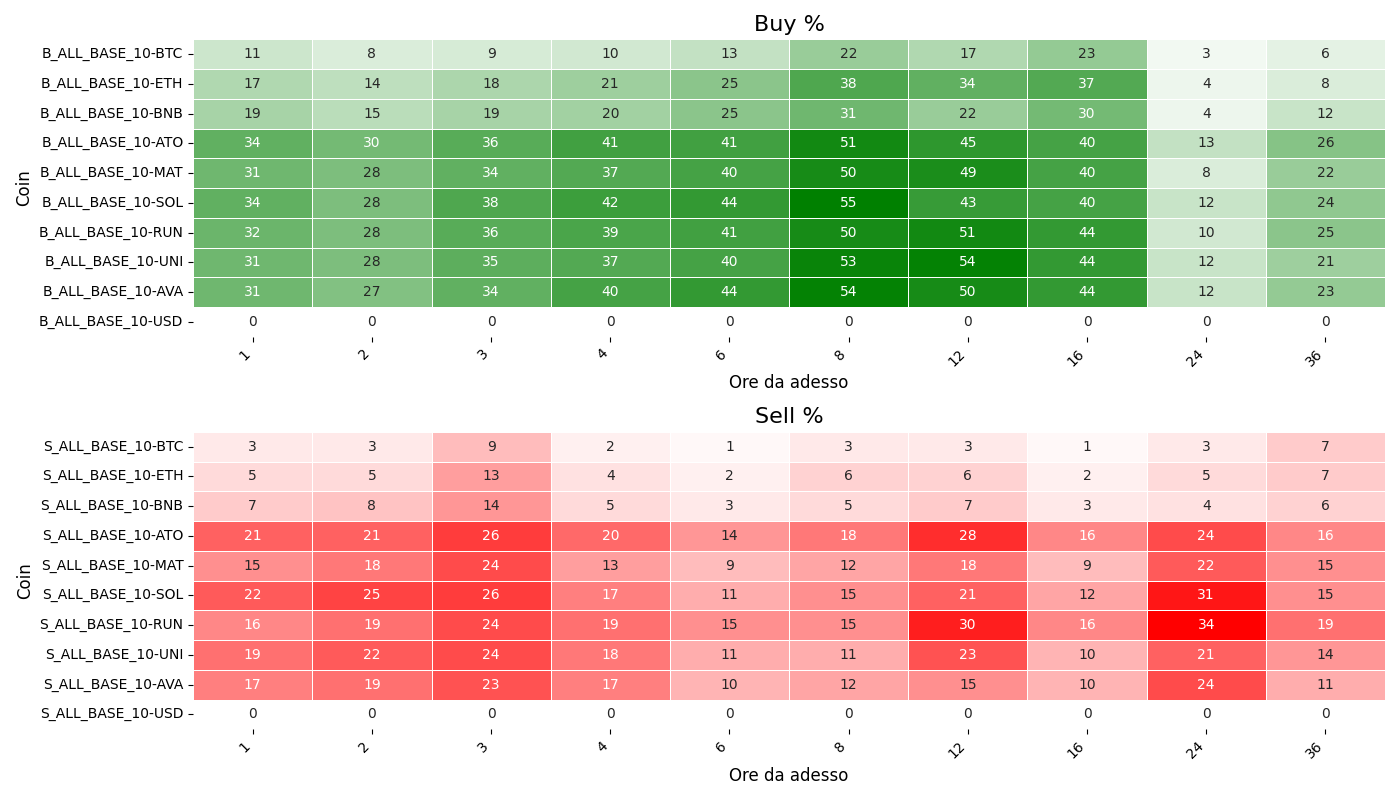 Buy %
Coin
B_ALL_BASE_10-BTC 11 8 9 10 13 22 17 23 3 6
B_ALL_BASE_10-ETH 17 14 18 21 25 38 34 37 4 8
B_ALL_BASE_10-BNB 19 15 19 20 25 31 22 30 4 12
B_ALL_BASE_10-ATO 34 30 36 41 41 51 45 40 13 26
B_ALL_BASE_10-MAT 31 28 34 37 40 50 49 40 8 22
B_ALL_BASE_10-SOL 34 28 38 42 44 55 43 40 12 24
B_ALL_BASE_10-RUN 32 28 36 39 41 50 51 44 10 25
B_ALL_BASE_10-UNI 31 28 35 37 40 53 54 44 12 21
B_ALL_BASE_10-AVA 31 27 34 40 44 54 50 44 12 23
B_ALL_BASE_10-USD 0 0 0 0 0 0 0 0 0 0
1 2 3 4 6 8 12 16 24 36
Ore da adesso
Sell %
Coin
S_ALL_BASE_10-BTC 3 3 9 2 1 3 3 1 3 7
S_ALL_BASE_10-ETH 5 5 13 4 2 6 6 2 5 7
S_ALL_BASE_10-BNB 7 8 14 5 3 5 7 3 4 6
S_ALL_BASE_10-ATO 21 21 26 20 14 18 28 16 24 16
S_ALL_BASE_10-MAT 15 18 24 13 9 12 18 9 22 15
S_ALL_BASE_10-SOL 22 25 26 17 11 15 21 12 31 15
S_ALL_BASE_10-RUN 16 19 24 19 15 15 30 16 34 19
S_ALL_BASE_10-UNI 19 22 24 18 11 11 23 10 21 14
S_ALL_BASE_10-AVA 17 19 23 17 10 12 15 10 24 11
S_ALL_BASE_10-USD 0 0 0 0 0 0 0 0 0 0
1 2 3 4 6 8 12 16 24 36
Ore da adesso